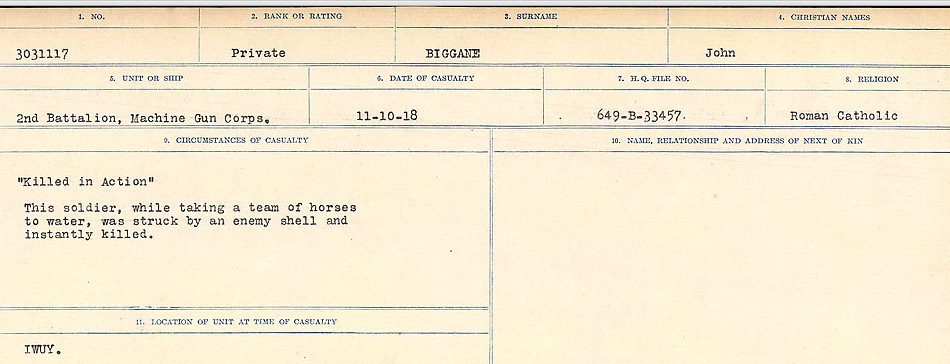 1. NO. 2. RANK OR RATING 3. SURNAME 4. CHRISTIAN NAMES
3031117 Private BIGGANE John
5. UNIT OR SHIP 6. DATE OF CASUALTY 7. H.Q. FILE NO. 8. RELIGION
2nd Battalion, Machine Gun Corps. 11-10-18 649-B-33457. Roman Catholic
9. CIRCUMSTANCES OF CASUALTY 10. NAME, RELATIONSHIP AND ADDRESS OF NEXT OF KIN
"Killed in Action"
This soldier, while taking a team of horses
to water, was struck by an enemy shell and
instantly killed.
11. LOCATION OF UNIT AT TIME OF CASUALTY
IWUY.